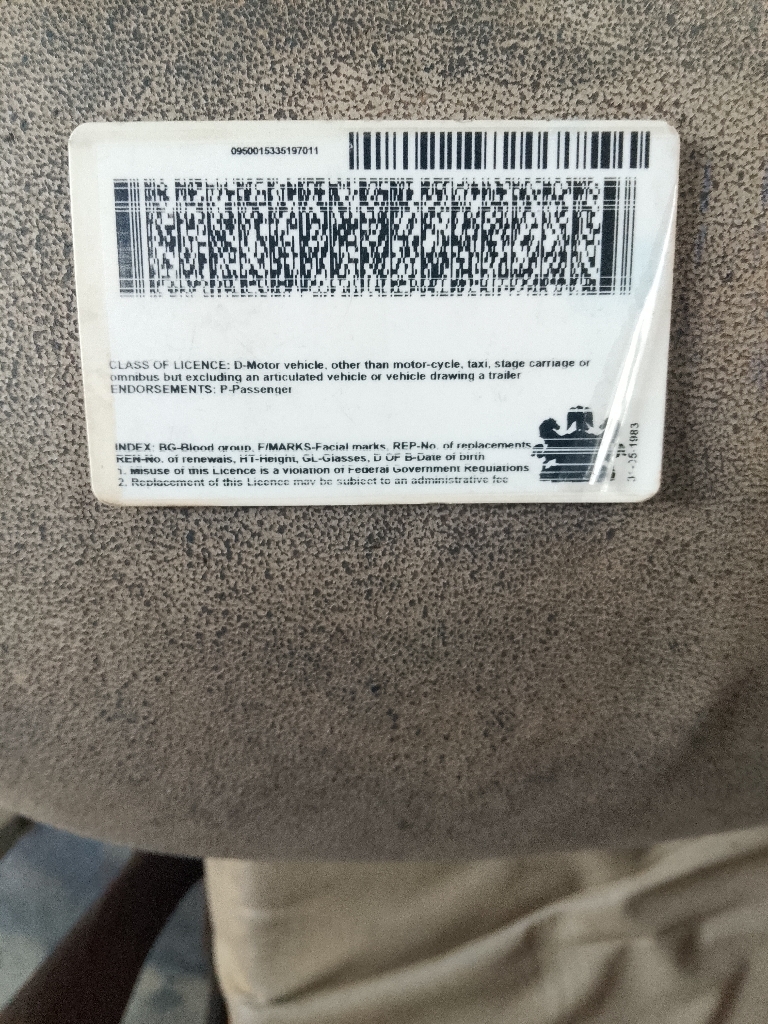 0950015335197011
CLASS OF LICENCE: D-Motor vehicle, other than motor-cycle, taxi, stage carriage or
omnibus but excluding an articulated vehicle or vehicle drawing a trailer
ENDORSEMENTS: P-Passenger
INDEX: BG-Blood group, F/MARKS-Facial marks, REP-No. of replacements
REN-No. of renewals, HT-Height, GL-Glasses, D OF B-Date of birth
1. Misuse of this Licence is a violation of Federal Government Regulations
2. Replacement of this Licence may be subject to an administrative fee